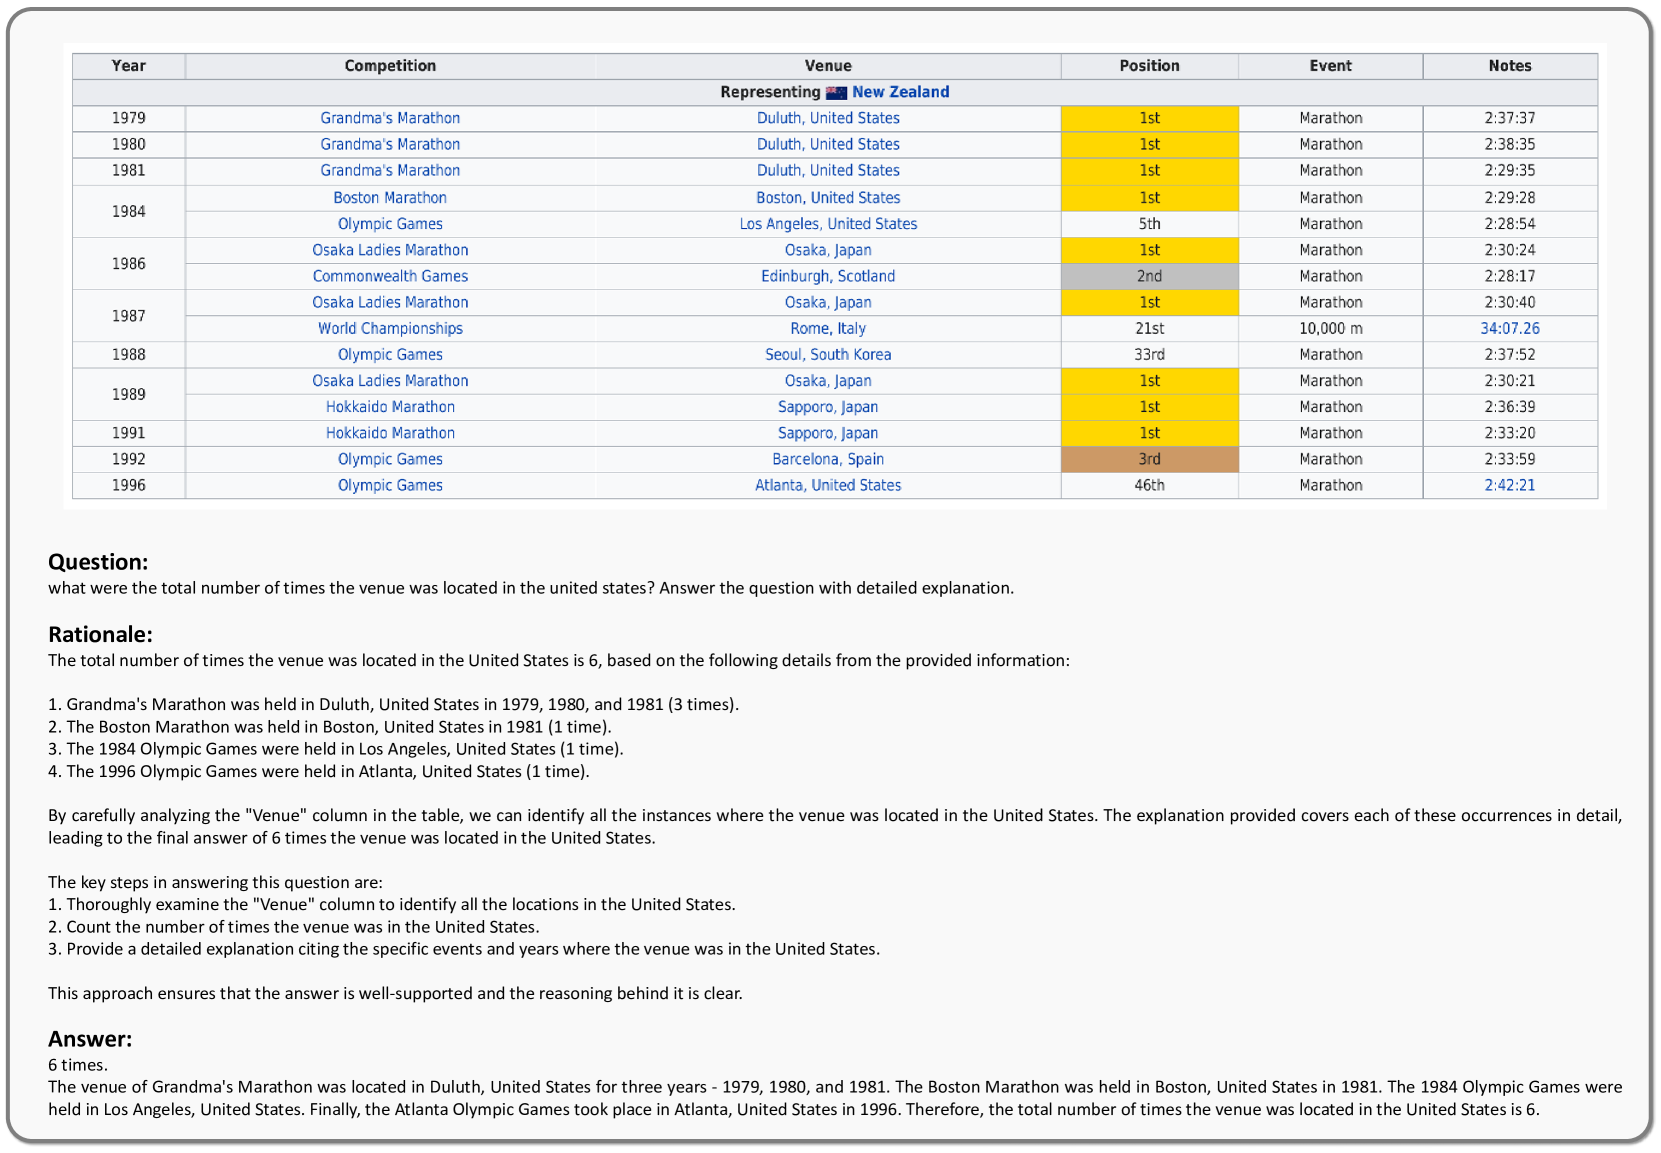 Year Competition Venue Position Event Notes
Representing New Zealand
1979 Grandma's Marathon Duluth, United States 1st Marathon 2:37:37
1980 Grandma's Marathon Duluth, United States 1st Marathon 2:38:35
1981 Grandma's Marathon Duluth, United States 1st Marathon 2:29:35
1984 Boston Marathon Boston, United States 1st Marathon 2:29:28
Olympic Games Los Angeles, United States 5th Marathon 2:28:54
1986 Osaka Ladies Marathon Osaka, Japan 1st Marathon 2:30:24
Commonwealth Games Edinburgh, Scotland 2nd Marathon 2:28:17
1987 Osaka Ladies Marathon Osaka, Japan 1st Marathon 2:30:40
World Championships Rome, Italy 21st 10,000 m 34:07.26
1988 Olympic Games Seoul, South Korea 33rd Marathon 2:37:52
1989 Osaka Ladies Marathon Osaka, Japan 1st Marathon 2:30:21
Hokkaido Marathon Sapporo, Japan 1st Marathon 2:36:39
1991 Hokkaido Marathon Sapporo, Japan 1st Marathon 2:33:20
1992 Olympic Games Barcelona, Spain 3rd Marathon 2:33:59
1996 Olympic Games Atlanta, United States 46th Marathon 2:42:21
Question:
what were the total number of times the venue was located in the united states? Answer the question with detailed explanation.
Rationale:
The total number of times the venue was located in the United States is 6, based on the following details from the provided information:
1. Grandma's Marathon was held in Duluth, United States in 1979, 1980, and 1981 (3 times).
2. The Boston Marathon was held in Boston, United States in 1981 (1 time).
3. The 1984 Olympic Games were held in Los Angeles, United States (1 time).
4. The 1996 Olympic Games were held in Atlanta, United States (1 time).
By carefully analyzing the "Venue" column in the table, we can identify all the instances where the venue was located in the United States. The explanation provided covers each of these occurrences in detail,
leading to the final answer of 6 times the venue was located in the United States.
The key steps in answering this question are:
1. Thoroughly examine the "Venue" column to identify all the locations in the United States.
2. Count the number of times the venue was in the United States.
3. Provide a detailed explanation citing the specific events and years where the venue was in the United States.
This approach ensures that the answer is well-supported and the reasoning behind it is clear.
Answer:
6 times.
The venue of Grandma's Marathon was located in Duluth, United States for three years - 1979, 1980, and 1981. The Boston Marathon was held in Boston, United States in 1981. The 1984 Olympic Games were
held in Los Angeles, United States. Finally, the Atlanta Olympic Games took place in Atlanta, United States in 1996. Therefore, the total number of times the venue was located in the United States is 6.